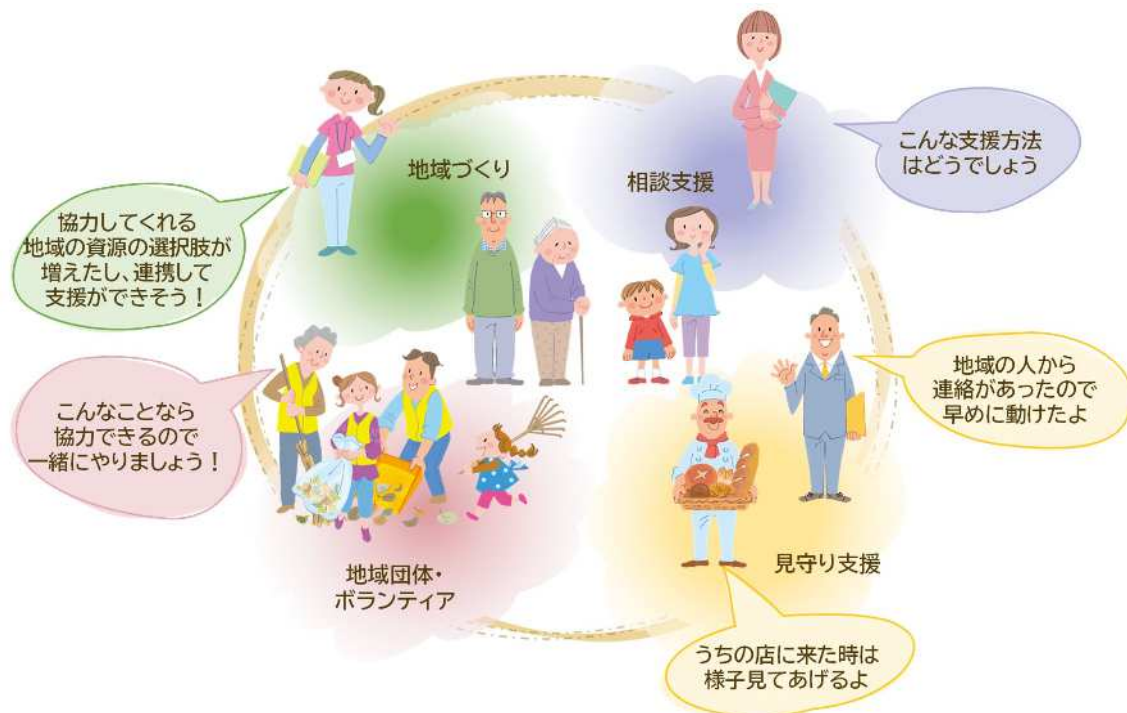 地域づくり
相談支援
こんな支援方法
はどうでしょう
協力してくれる
地域の資源の選択肢が
増えたし、連携して
支援ができそう！
こんなことなら
協力できるので
一緒にやりましょう！
地域の人から
連絡があったので
早めに動けたよ
地域団体・
ボランティア
見守り支援
うちの店に来た時は
様子見てあげるよ